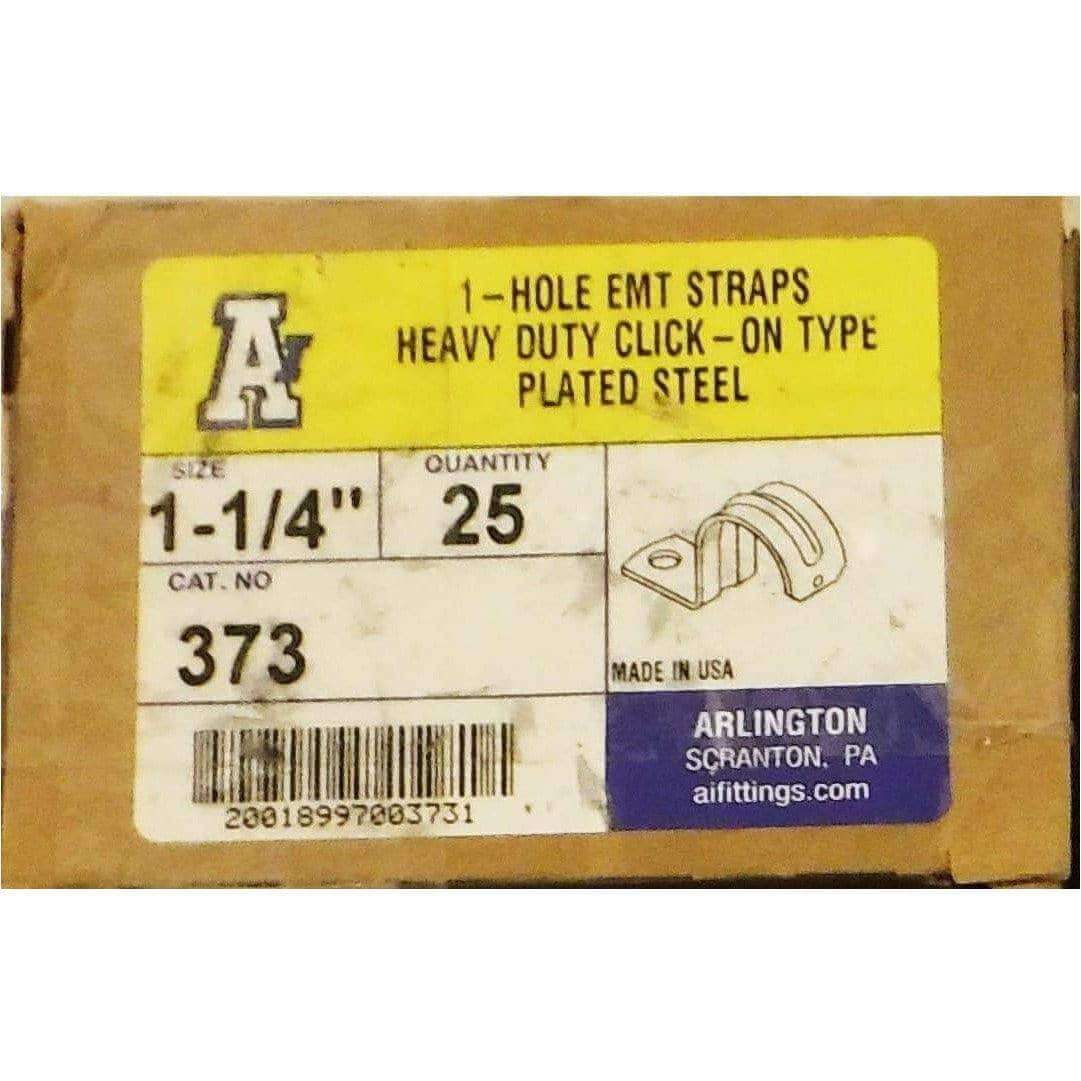 1-HOLE EMT STRAPS
HEAVY DUTY CLICK-ON TYPE
PLATED STEEL
SIZE
1-1/4"
QUANTITY
25
CAT. NO
373
MADE IN USA
20018997003731
ARLINGTON
SCRANTON, PA
aifittings.com